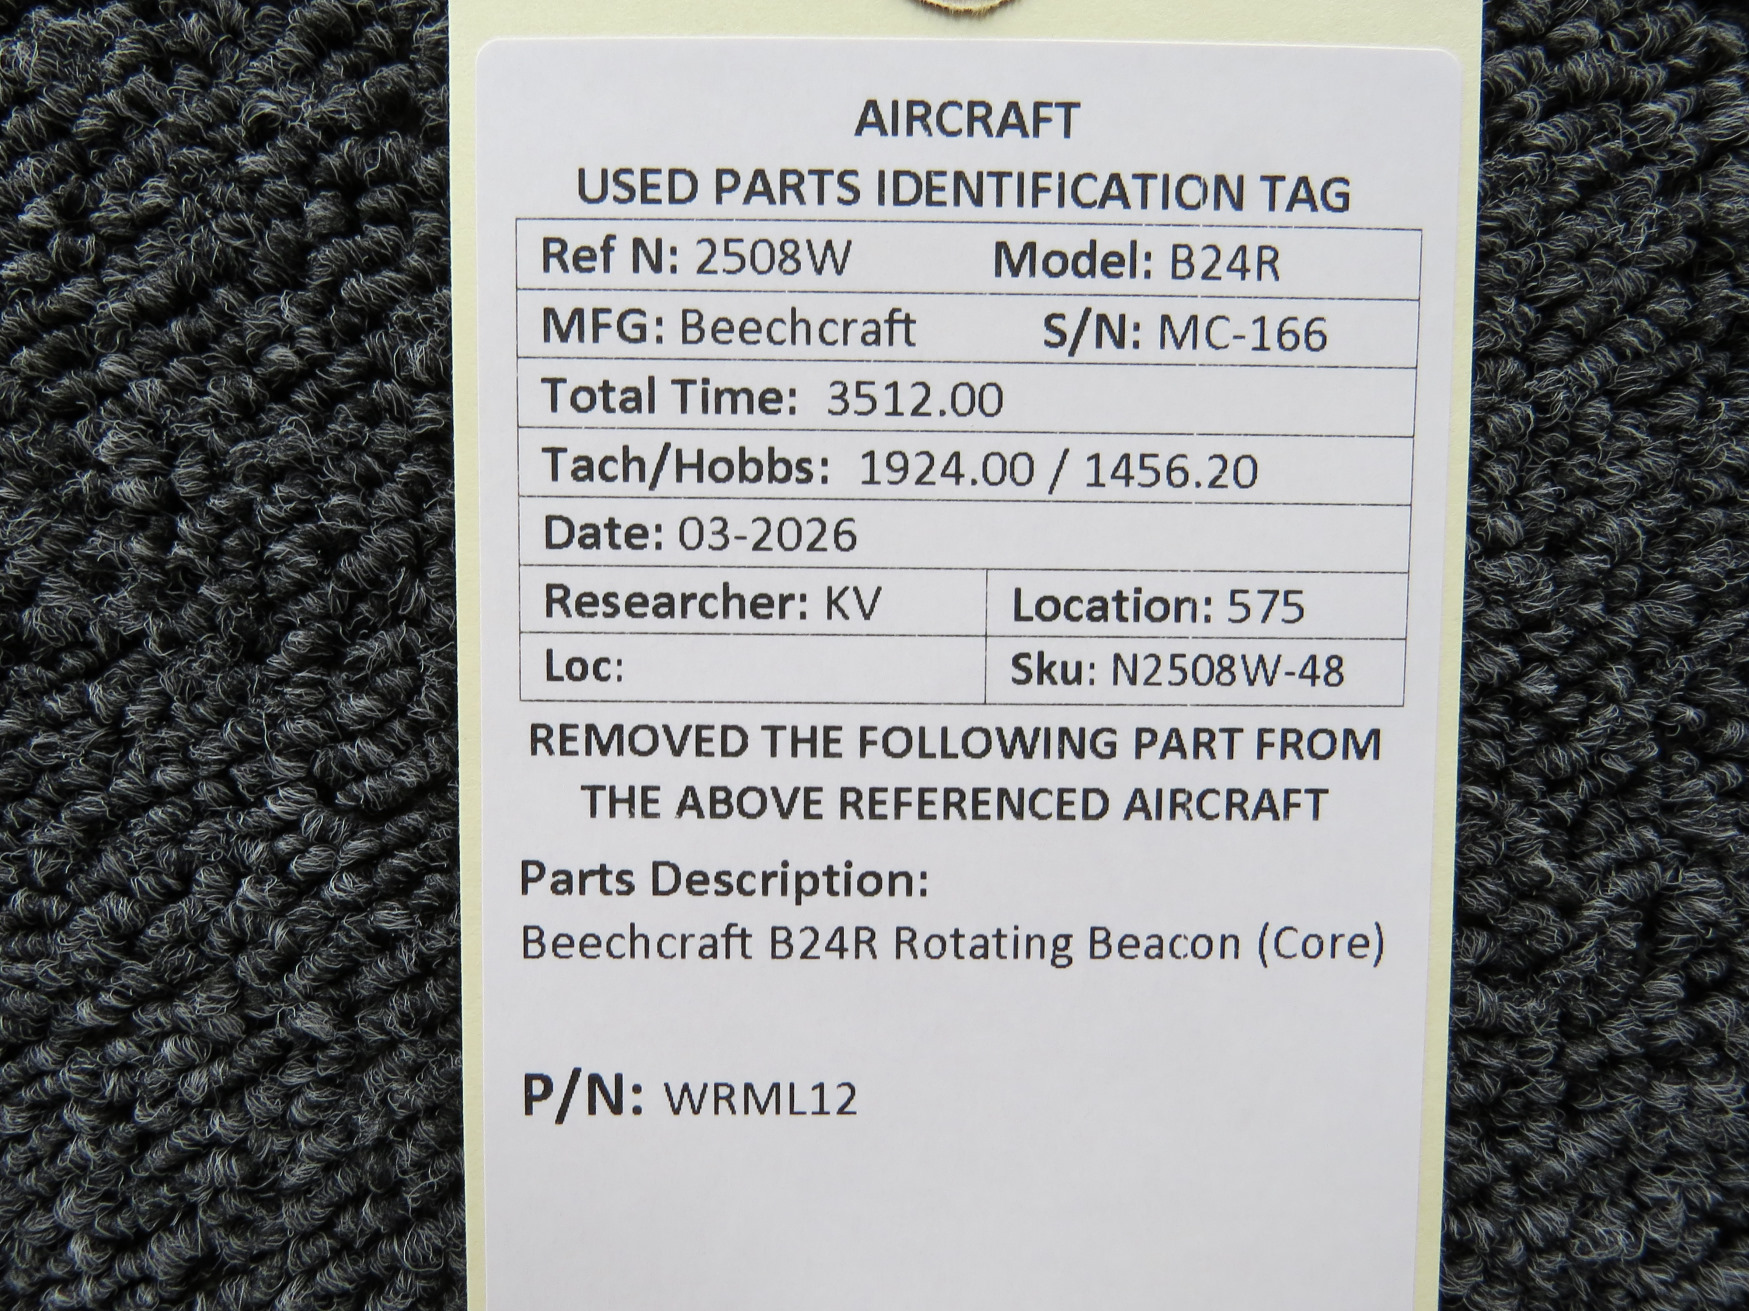 AIRCRAFT
USED PARTS IDENTIFICATION TAG
Ref N: 2508W Model: B24R
MFG: Beechcraft S/N: MC-166
Total Time: 3512.00
Tach/Hobbs: 1924.00 / 1456.20
Date: 03-2026
Researcher: KV Location: 575
Loc: Sku: N2508W-48
REMOVED THE FOLLOWING PART FROM
THE ABOVE REFERENCED AIRCRAFT
Parts Description:
Beechcraft B24R Rotating Beacon (Core)
P/N: WRML12